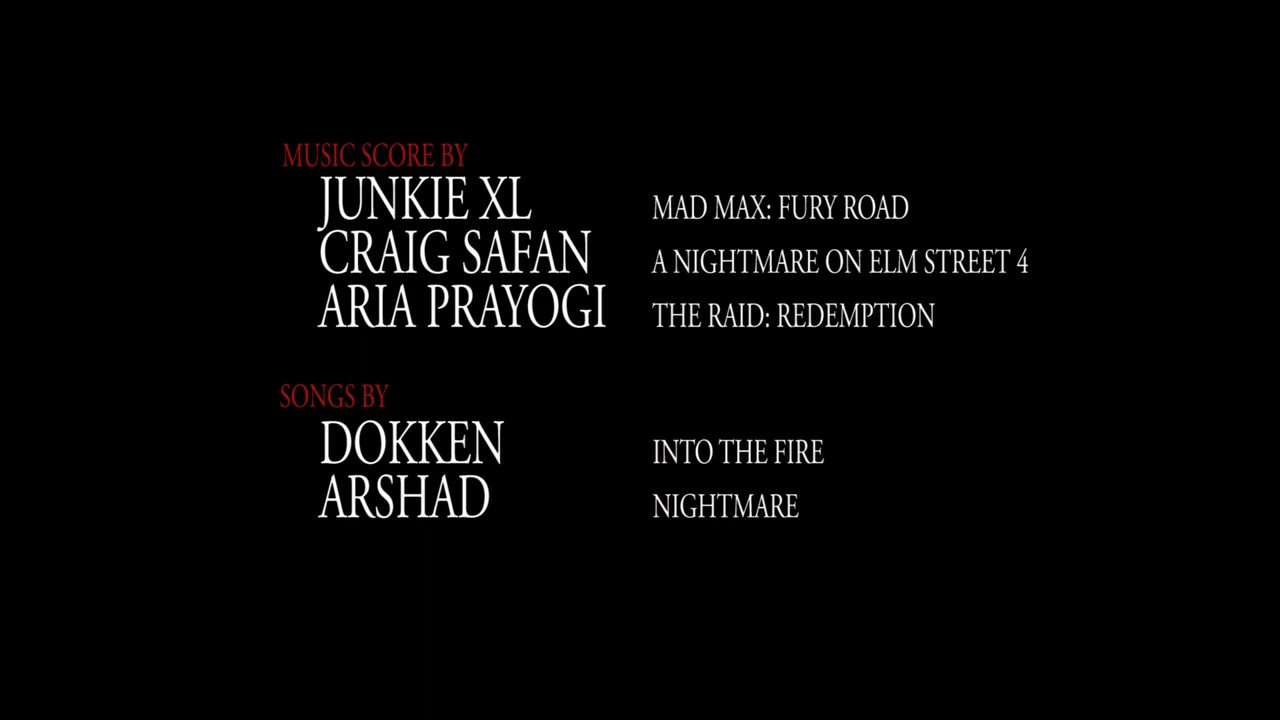 MUSIC SCORE BY
JUNKIE XL MAD MAX: FURY ROAD
CRAIG SAFAN A NIGHTMARE ON ELM STREET 4
ARIA PRAYOGI THE RAID: REDEMPTION
SONGS BY
DOKKEN INTO THE FIRE
ARSHAD NIGHTMARE